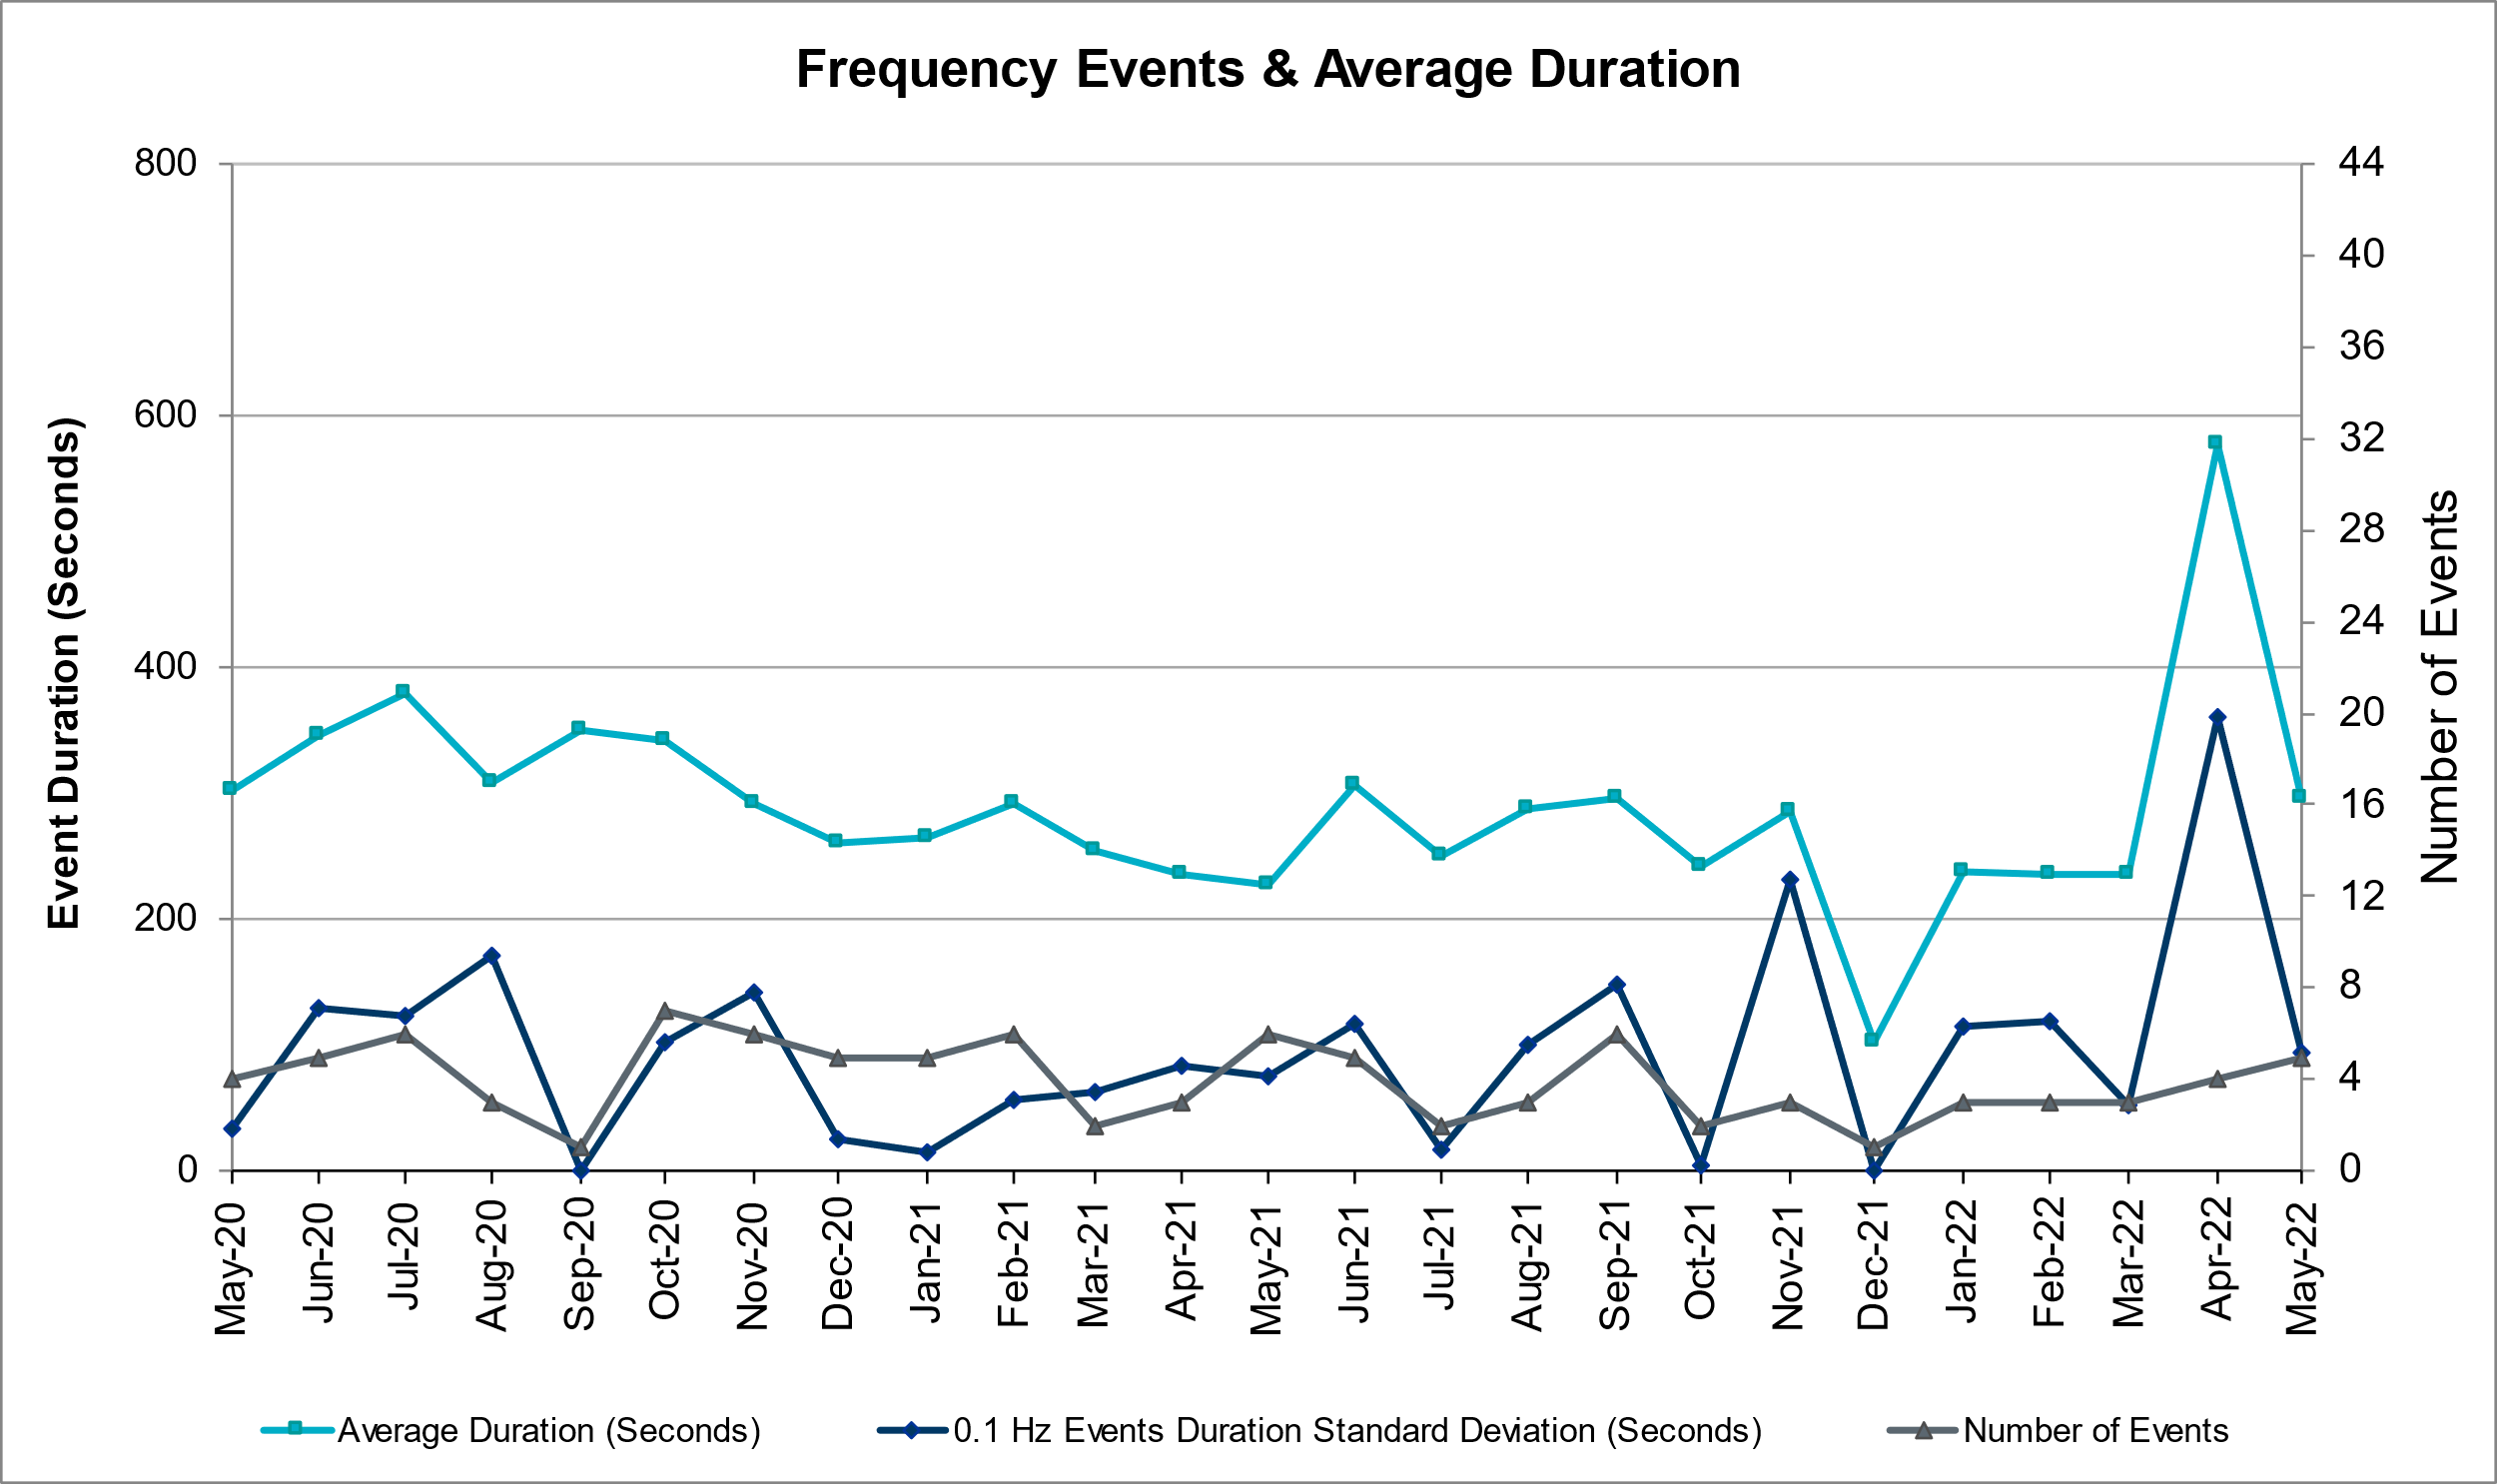 Frequency Events & Average Duration
Event Duration (Seconds)
800
600
400
200
0
44
40
36
32
28
24
20
16
12
8
4
0
Number of Events
May-20
Jun-20
Jul-20
Aug-20
Sep-20
Oct-20
Nov-20
Dec-20
Jan-21
Feb-21
Mar-21
Apr-21
May-21
Jun-21
Jul-21
Aug-21
Sep-21
Oct-21
Nov-21
Dec-21
Jan-22
Feb-22
Mar-22
Apr-22
May-22
Average Duration (Seconds)
0.1 Hz Events Duration Standard Deviation (Seconds)
Number of Events